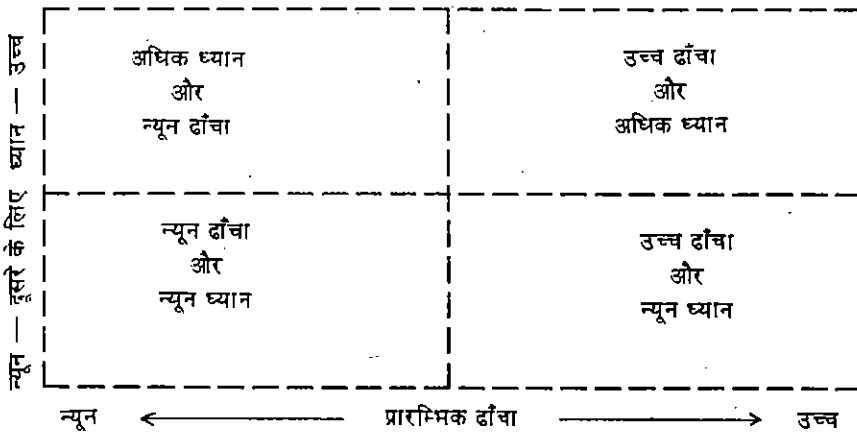 अधिक ध्यान
और
न्यून ढाँचा
उच्च ढाँचा
और
अधिक ध्यान
न्यून ढाँचा
और
न्यून ध्यान
उच्च ढाँचा
और
न्यून ध्यान
न्यून — दूसरे के लिए ध्यान — उच्च
न्यून प्रारम्भिक ढाँचा उच्च